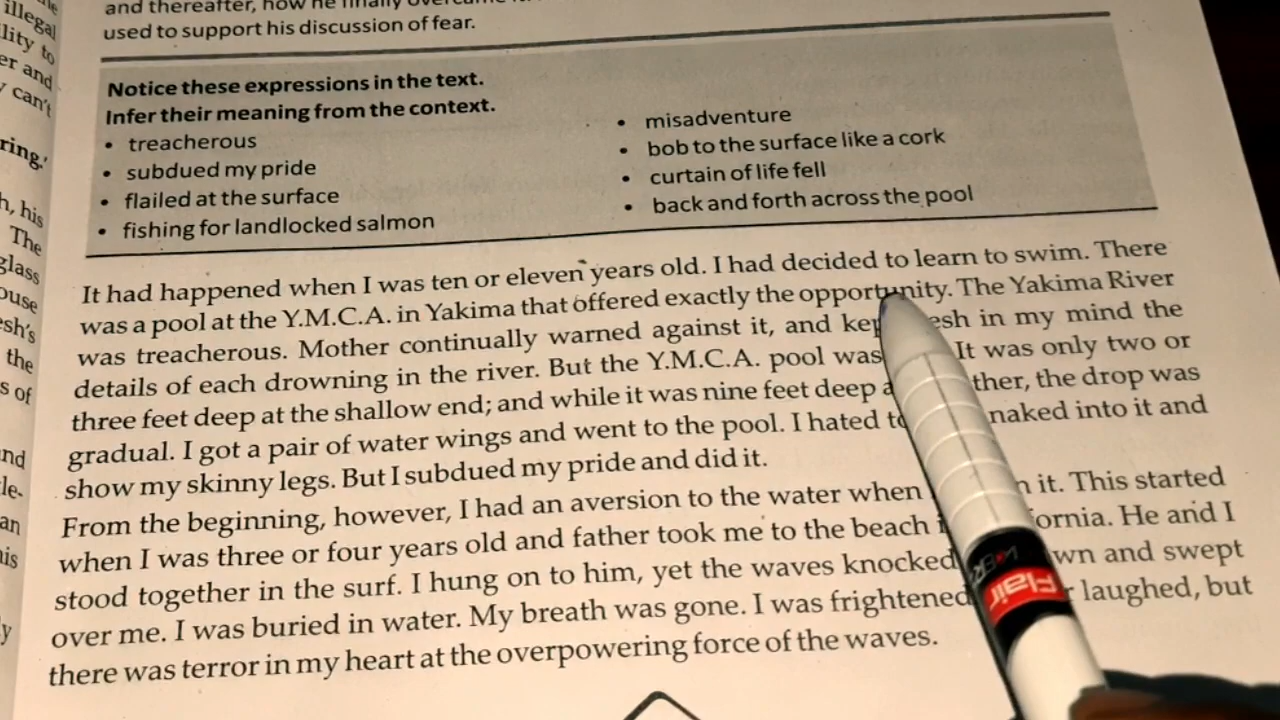 illegal
lity to
er and
can't
ring.'
h, his
The
glass
ouse
esh's
the
s of
nd
le-
an
his
y
and thereafter, how he finally
used to support his discussion of fear.
Notice these expressions in the text.
Infer their meaning from the context.
• treacherous
• subdued my pride
• flailed at the surface
• fishing for landlocked salmon
• misadventure
• bob to the surface like a cork
• curtain of life fell
• back and forth across the pool
It had happened when I was ten or eleven years old. I had decided to learn to swim. There
was a pool at the Y.M.C.A. in Yakima that offered exactly the opportunity. The Yakima River
was treacherous. Mother continually warned against it, and kep esh in my mind the
details of each drowning in the river. But the Y.M.C.A. pool was It was only two or
three feet deep at the shallow end; and while it was nine feet deep a ther, the drop was
gradual. I got a pair of water wings and went to the pool. I hated to naked into it and
show my skinny legs. But I subdued my pride and did it.
From the beginning, however, I had an aversion to the water when n it. This started
when I was three or four years old and father took me to the beach i ornia. He and I
stood together in the surf. I hung on to him, yet the waves knocked wn and swept
over me. I was buried in water. My breath was gone. I was frightened r laughed, but
there was terror in my heart at the overpowering force of the waves.
Flair